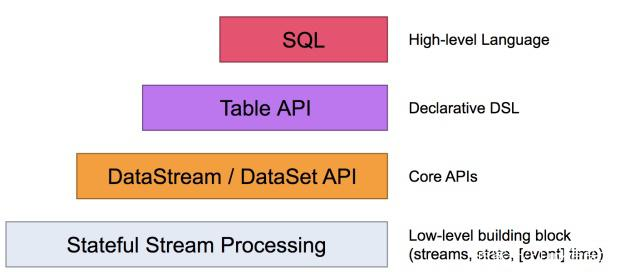 SQL
High-level Language
Table API
Declarative DSL
DataStream / DataSet API
Core APIs
Stateful Stream Processing
Low-level building block
(streams, state, [event] time)